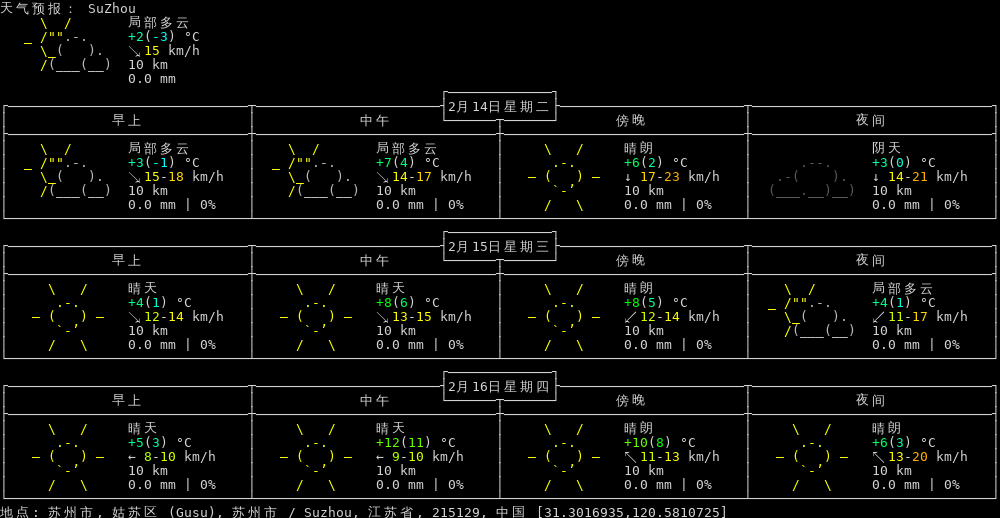 天气预报: SuZhou
局部多云
+2(-3) °C
↘ 15 km/h
10 km
0.0 mm
2月14日星期二
早上 中午 傍晚 夜间
局部多云 局部多云 晴朗 阴天
+3(-1) °C +7(4) °C +6(2) °C +3(0) °C
↘ 15-18 km/h ↘ 14-17 km/h ↓ 17-23 km/h ↓ 14-21 km/h
10 km 10 km 10 km 10 km
0.0 mm | 0% 0.0 mm | 0% 0.0 mm | 0% 0.0 mm | 0%
2月15日星期三
早上 中午 傍晚 夜间
晴天 晴天 晴朗 局部多云
+4(1) °C +8(6) °C +8(5) °C +4(1) °C
↘ 12-14 km/h ↘ 13-15 km/h ↙ 12-14 km/h ↙ 11-17 km/h
10 km 10 km 10 km 10 km
0.0 mm | 0% 0.0 mm | 0% 0.0 mm | 0% 0.0 mm | 0%
2月16日星期四
早上 中午 傍晚 夜间
晴天 晴天 晴朗 晴朗
+5(3) °C +12(11) °C +10(8) °C +6(3) °C
← 8-10 km/h ← 9-10 km/h ↖ 11-13 km/h ↖ 13-20 km/h
10 km 10 km 10 km 10 km
0.0 mm | 0% 0.0 mm | 0% 0.0 mm | 0% 0.0 mm | 0%
地点: 苏州市, 姑苏区 (Gusu), 苏州市 / Suzhou, 江苏省, 215129, 中国 [31.3016935,120.5810725]